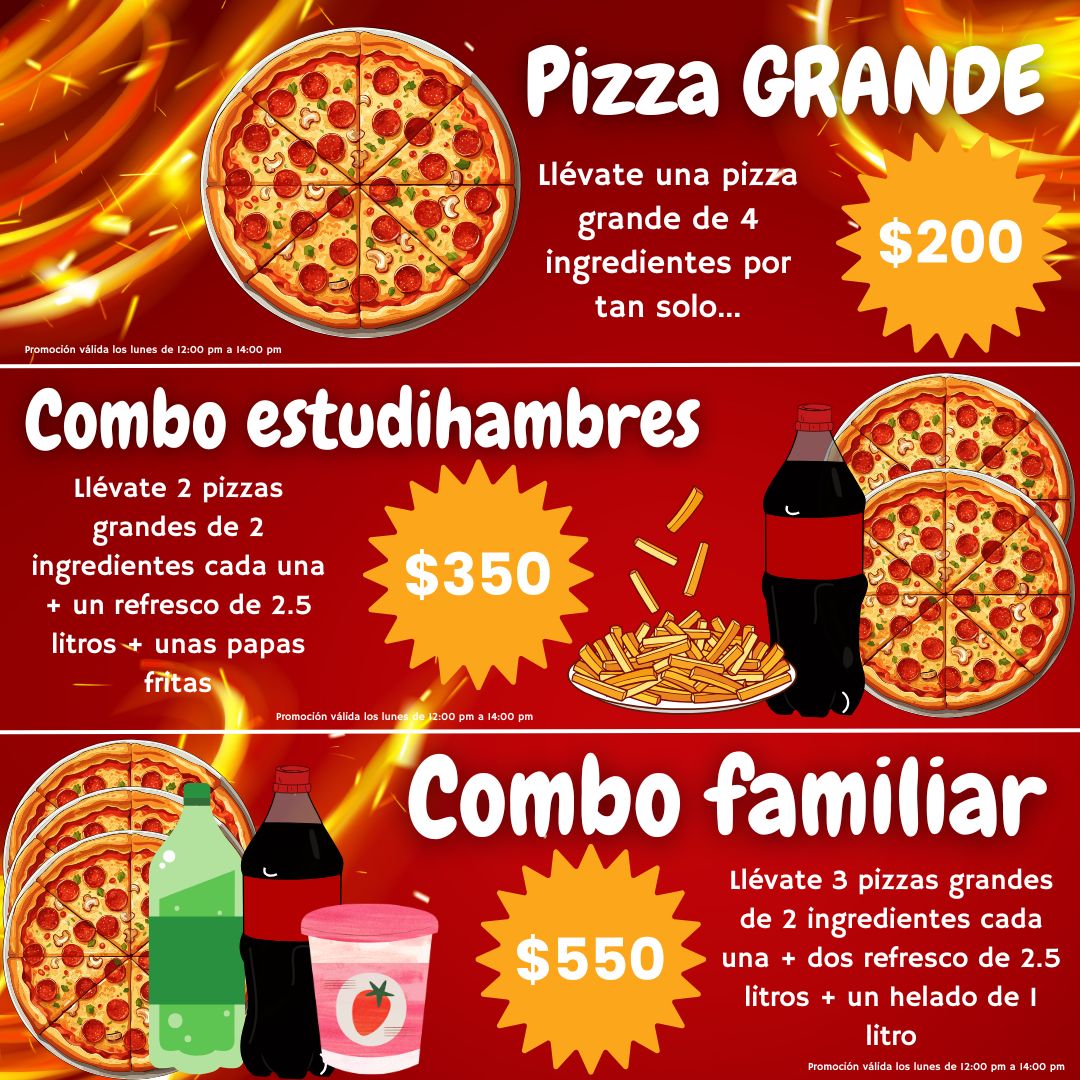 Pizza GRANDE
Llévate una pizza
grande de 4
ingredientes por
tan solo...
$200
Promoción válida los lunes de 12:00 pm a 14:00 pm
Combo estudihambres
Llévate 2 pizzas
grandes de 2
ingredientes cada una
+ un refresco de 2.5
litros + unas papas
fritas
$350
Promoción válida los lunes de 12:00 pm a 14:00 pm
Combo familiar
$550
Llévate 3 pizzas grandes
de 2 ingredientes cada
una + dos refresco de 2.5
litros + un helado de 1
litro
Promoción válida los lunes de 12:00 pm a 14:00 pm